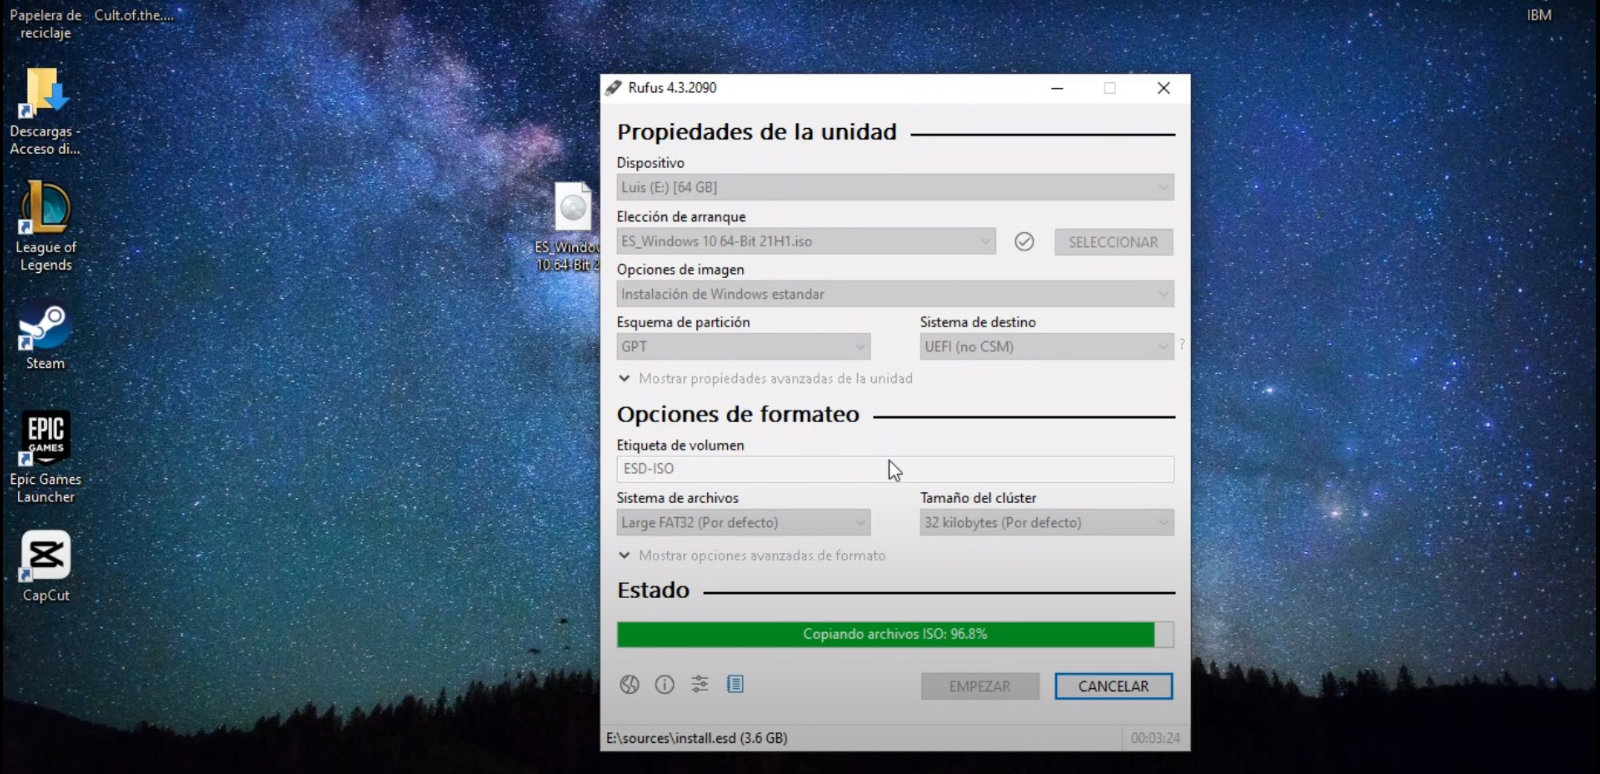 Papelera de
reciclaje
Cult.of.the....
IBM
Descargas -
Acceso di...
League of
Legends
Steam
EPIC
GAMES
Epic Games
Launcher
CapCut
ES_Windo
10 64-Bit 2
Rufus 4.3.2090
Propiedades de la unidad
Dispositivo
Luis (E:) [64 GB]
Elección de arranque
ES_Windows 10 64-Bit 21H1.iso
SELECCIONAR
Opciones de imagen
Instalación de Windows estandar
Esquema de partición
Sistema de destino
GPT
UEFI (no CSM)
?
Mostrar propiedades avanzadas de la unidad
Opciones de formateo
Etiqueta de volumen
ESD-ISO
Sistema de archivos
Tamaño del clúster
Large FAT32 (Por defecto)
32 kilobytes (Por defecto)
Mostrar opciones avanzadas de formato
Estado
Copiando archivos ISO: 96.8%
EMPEZAR
CANCELAR
E:\sources\install.esd (3.6 GB)
00:03:24